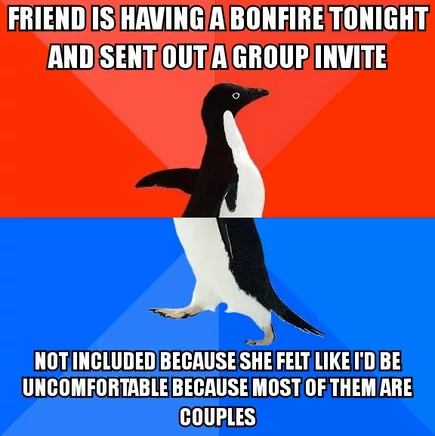 FRIEND IS HAVING A BONFIRE TONIGHT
AND SENT OUT A GROUP INVITE
NOT INCLUDED BECAUSE SHE FELT LIKE I'D BE
UNCOMFORTABLE BECAUSE MOST OF THEM ARE
COUPLES